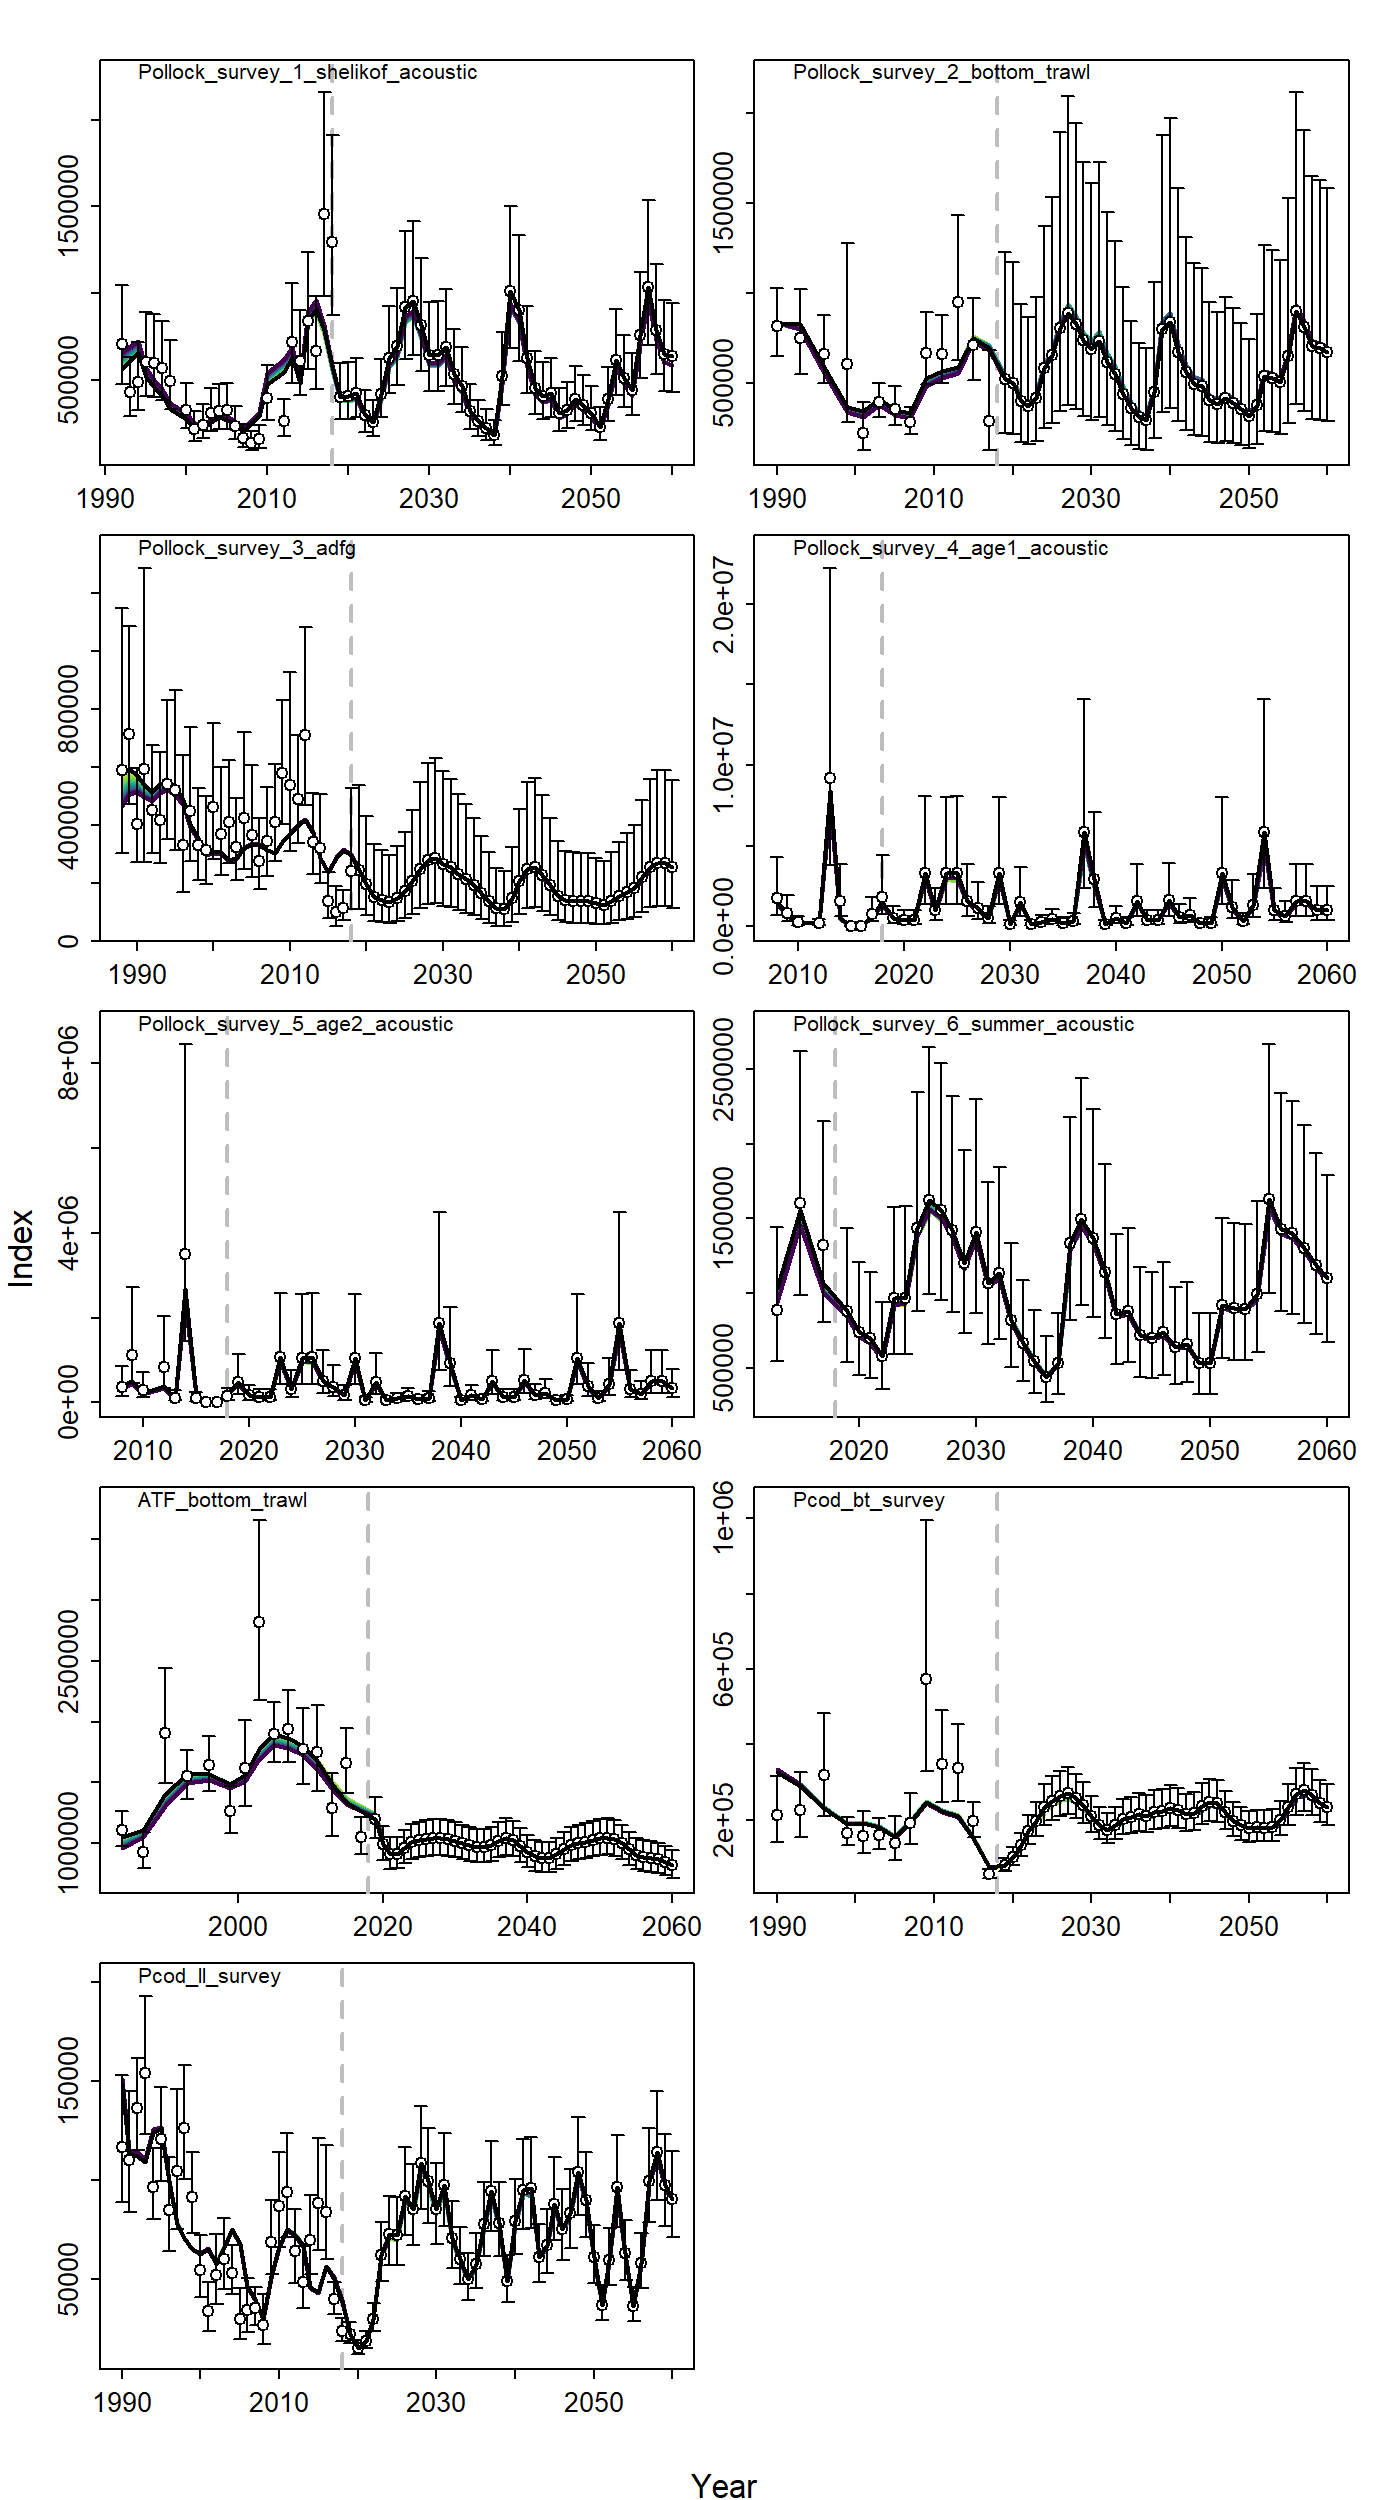 Pollock_survey_1_shelikof_acoustic
500000 1500000
1990 2010 2030 2050
Pollock_survey_2_bottom_trawl
500000 1500000
1990 2010 2030 2050
Pollock_survey_3_adfg
0 400000 800000
1990 2010 2030 2050
Pollock_survey_4_age1_acoustic
0.0e+00 1.0e+07 2.0e+07
2010 2020 2030 2040 2050 2060
Pollock_survey_5_age2_acoustic
0e+00 4e+06 8e+06
2010 2020 2030 2040 2050 2060
Pollock_survey_6_summer_acoustic
500000 1500000 2500000
2020 2030 2040 2050 2060
Index
ATF_bottom_trawl
1000000 2500000
2000 2020 2040 2060
Pcod_bt_survey
2e+05 6e+05 1e+06
1990 2010 2030 2050
Pcod_ll_survey
50000 150000
1990 2010 2030 2050
Year